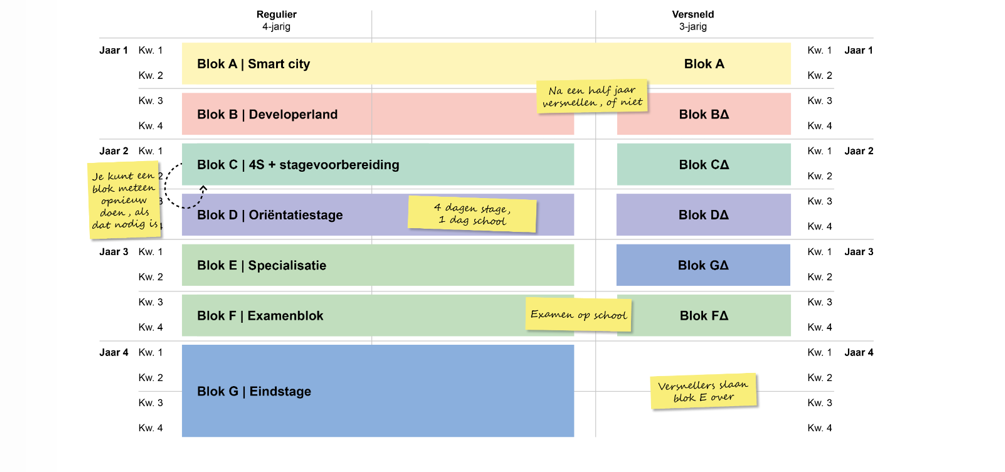 Regulier
4-jarig
Versneld
3-jarig
Jaar 1
Kw. 1
Kw. 2
Blok A | Smart city
Blok A
Kw. 1
Kw. 2
Jaar 1
Na een half jaar
versnellen, of niet
Kw. 3
Kw. 4
Blok B | Developerland
Blok BΔ
Kw. 3
Kw. 4
Jaar 2
Kw. 1
2
Blok C | 4S + stagevoorbereiding
Blok CΔ
Kw. 1
Kw. 2
Jaar 2
Je kunt een
blok meteen
opnieuw
doen, als
dat nodig is
Blok D | Oriëntatiestage
4 dagen stage,
1 dag school
Blok DΔ
Kw. 3
Kw. 4
Jaar 3
Kw. 1
Kw. 2
Blok E | Specialisatie
Blok GΔ
Kw. 1
Kw. 2
Jaar 3
Kw. 3
Kw. 4
Blok F | Examenblok
Examen op school
Blok FΔ
Kw. 3
Kw. 4
Jaar 4
Kw. 1
Kw. 2
Kw. 3
Kw. 4
Blok G | Eindstage
Versnellers slaan
blok E over
Kw. 1
Kw. 2
Kw. 3
Kw. 4
Jaar 4